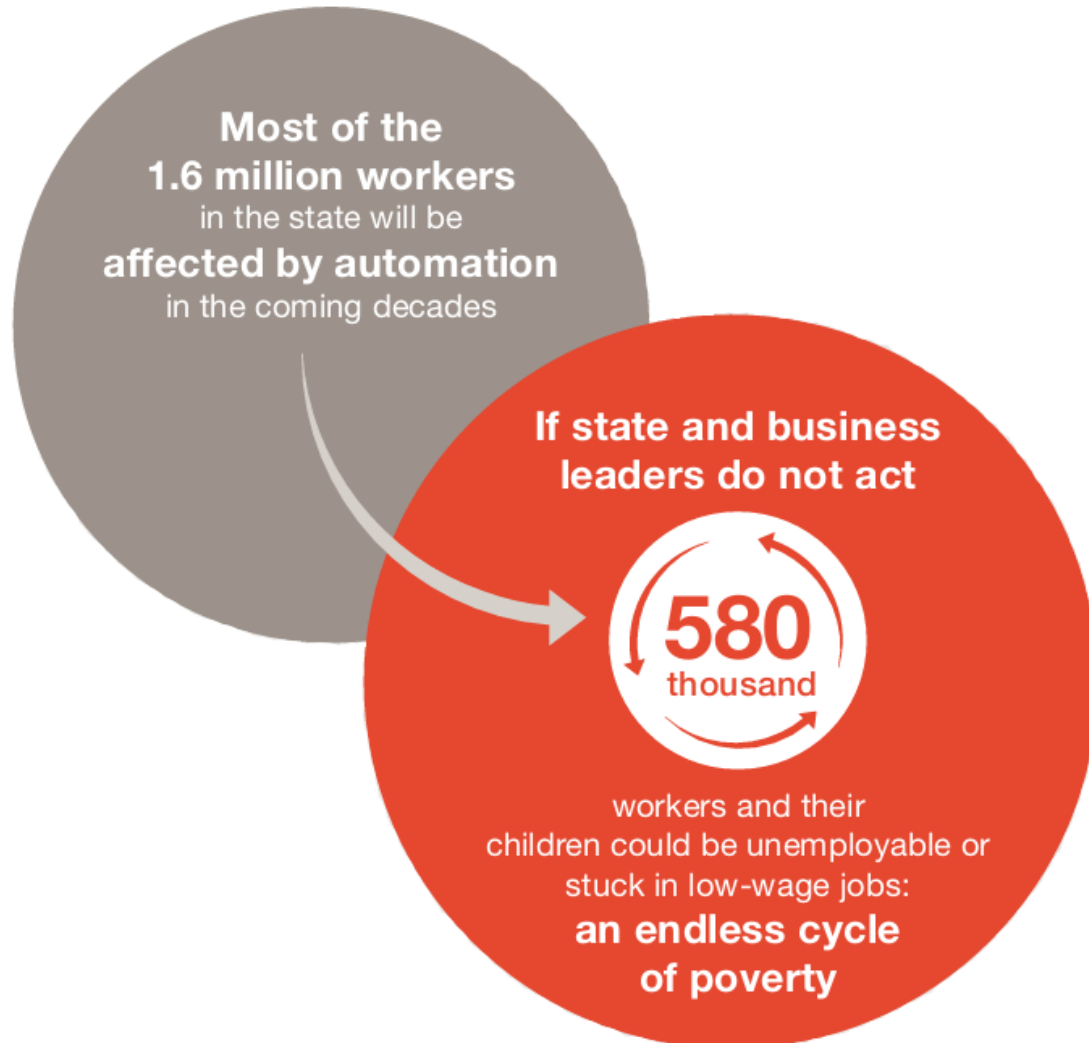 Most of the
1.6 million workers
in the state will be
affected by automation
in the coming decades
If state and business
leaders do not act
580
thousand
workers and their
children could be unemployable or
stuck in low-wage jobs:
an endless cycle
of poverty